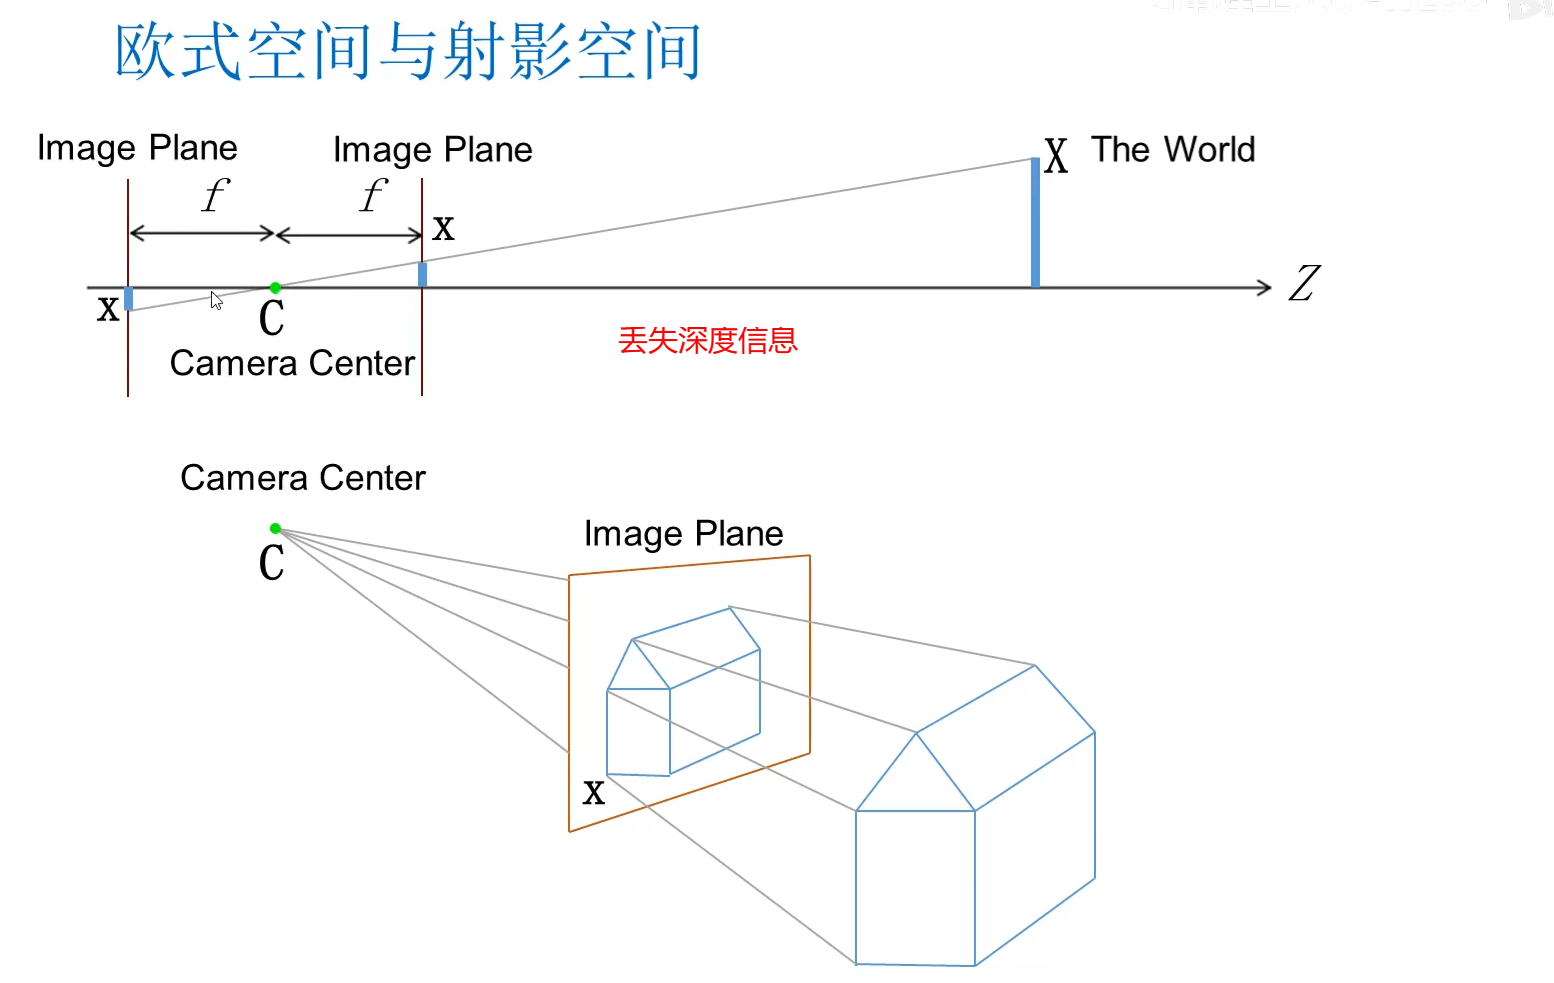 欧式空间与射影空间
Image Plane
Image Plane
X The World
f
f
x
Z
x
C
丢失深度信息
Camera Center
Camera Center
C
Image Plane
x